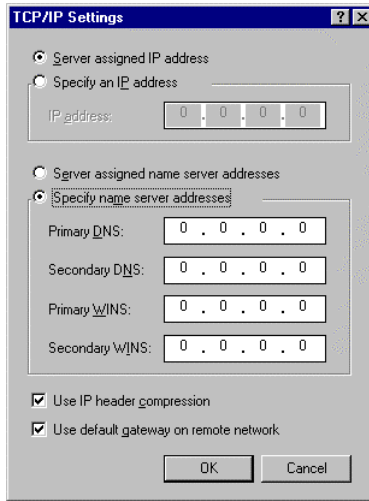 TCP/IP Settings
Server assigned IP address
Specify an IP address
IP address: 0 . 0 . 0 . 0
Server assigned name server addresses
Specify name server addresses
Primary DNS: 0 . 0 . 0 . 0
Secondary DNS: 0 . 0 . 0 . 0
Primary WINS: 0 . 0 . 0 . 0
Secondary WINS: 0 . 0 . 0 . 0
Use IP header compression
Use default gateway on remote network
OK Cancel